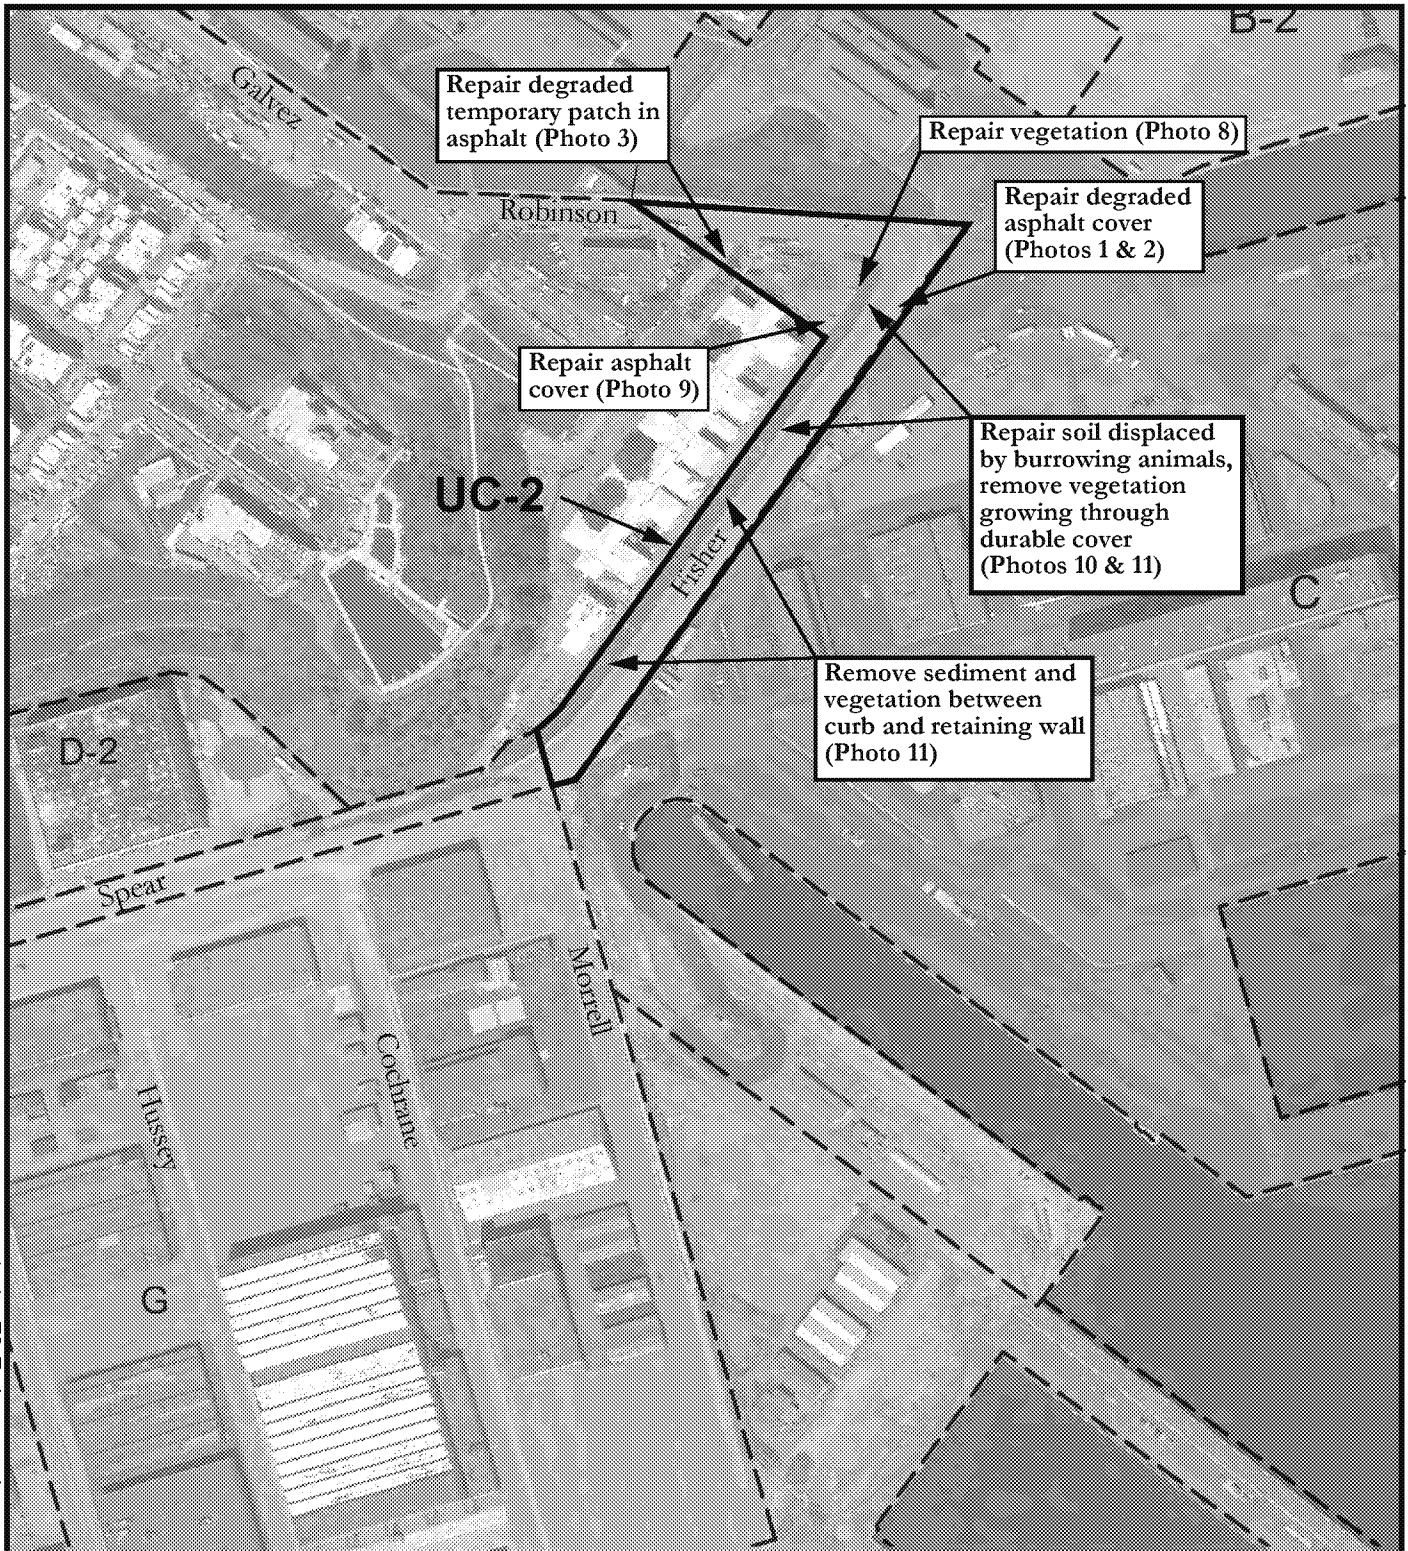 B-2
Galvez
Repair degraded
temporary patch in
asphalt (Photo 3)
Repair vegetation (Photo 8)
Repair degraded
asphalt cover
(Photos 1 & 2)
Robinson
Repair asphalt
cover (Photo 9)
Repair soil displaced
by burrowing animals,
remove vegetation
growing through
durable cover
(Photos 10 & 11)
UC-2
Fisher
C
Remove sediment and
vegetation between
curb and retaining wall
(Photo 11)
D-2
Spear
Morrell
Cochrane
Hussey
G